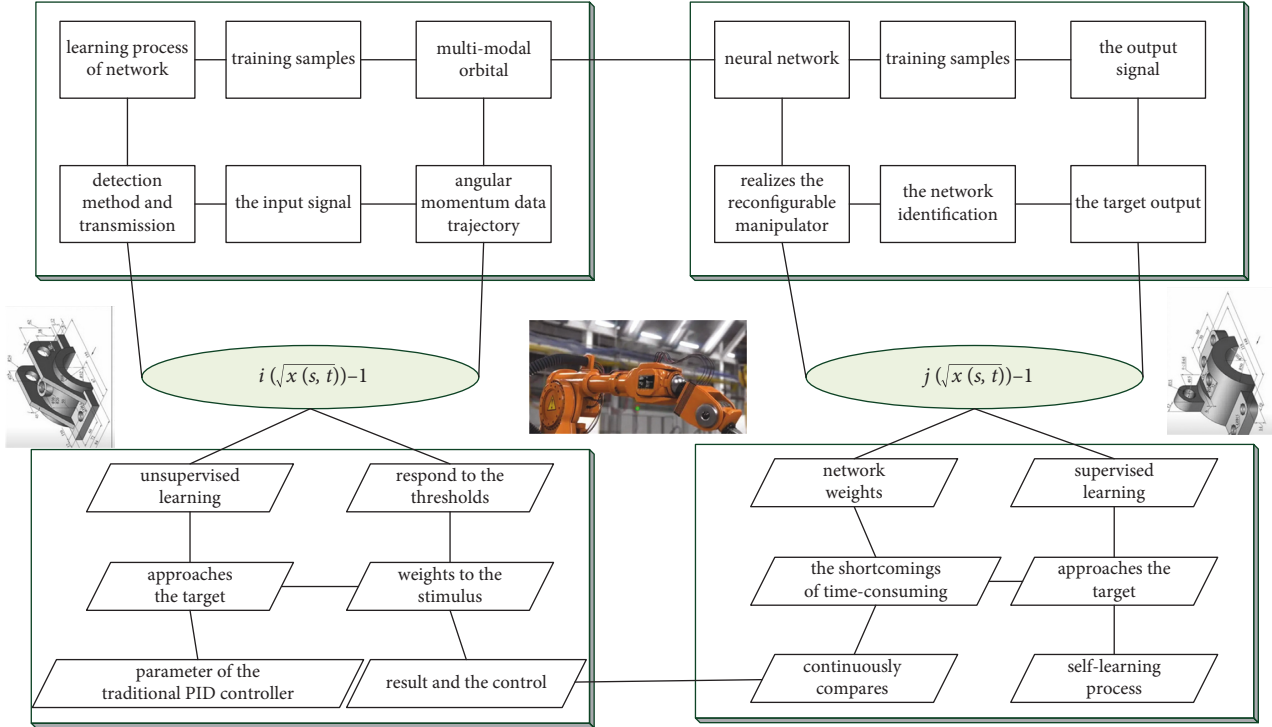 learning process
of network
training samples
multi-modal
orbital
detection
method and
transmission
the input signal
angular
momentum data
trajectory
neural network
training samples
the output
signal
realizes the
reconfigurable
manipulator
the network
identification
the target output
i (√x (s, t))–1
j (√x (s, t))–1
unsupervised
learning
respond to the
thresholds
approaches
the target
weights to the
stimulus
parameter of the
traditional PID controller
result and the control
network
weights
supervised
learning
the shortcomings
of time-consuming
approaches the
target
continuously
compares
self-learning
process